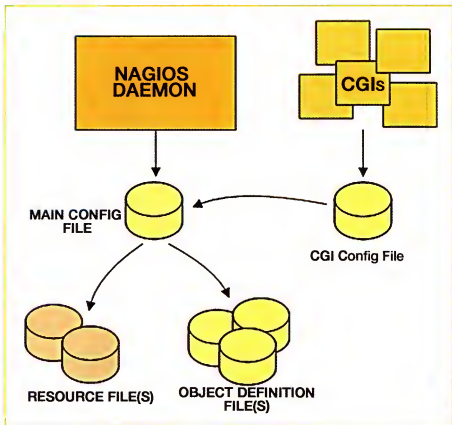 NAGIOS
DAEMON
CGIs
MAIN CONFIG
FILE
CGI Config File
RESOURCE FILE(S)
OBJECT DEFINITION
FILE(S)